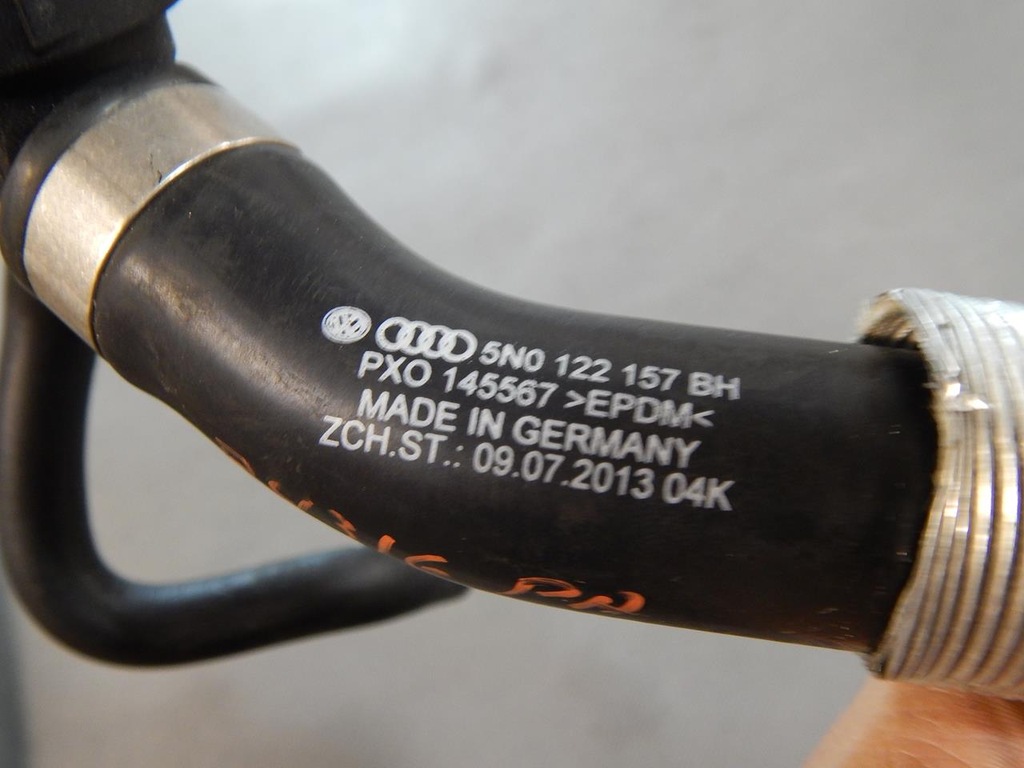 5N0 122 157 BH
PXO 145567 >EPDM<
MADE IN GERMANY
ZCH.ST.: 09.07.2013 04K